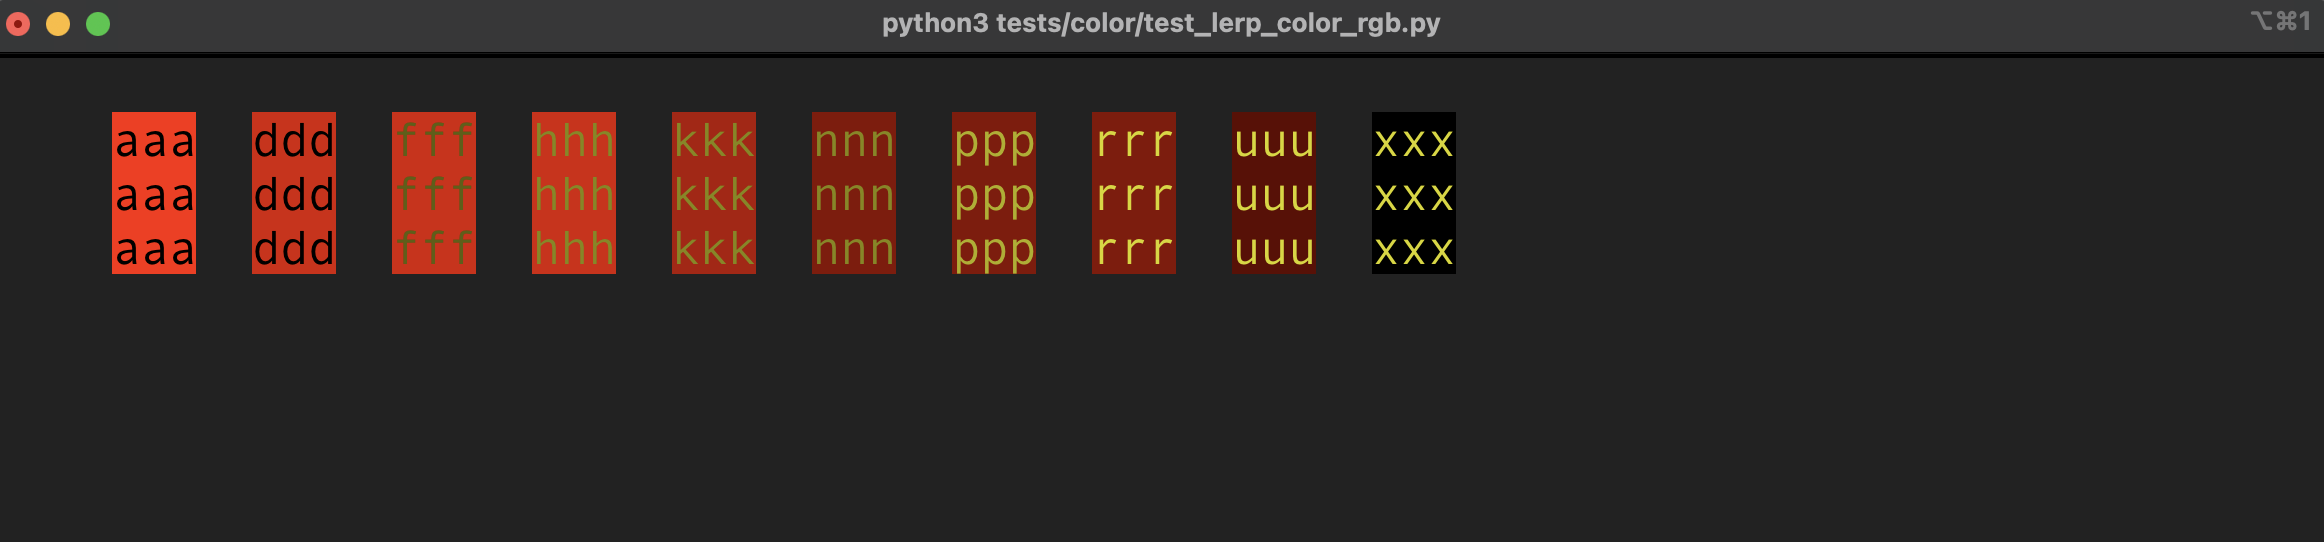 python3 tests/color/test_lerp_color_rgb.py ⌥⌘1
aaa ddd fff hhh kkk nnn ppp rrr uuu xxx
aaa ddd fff hhh kkk nnn ppp rrr uuu xxx
aaa ddd fff hhh kkk nnn ppp rrr uuu xxx